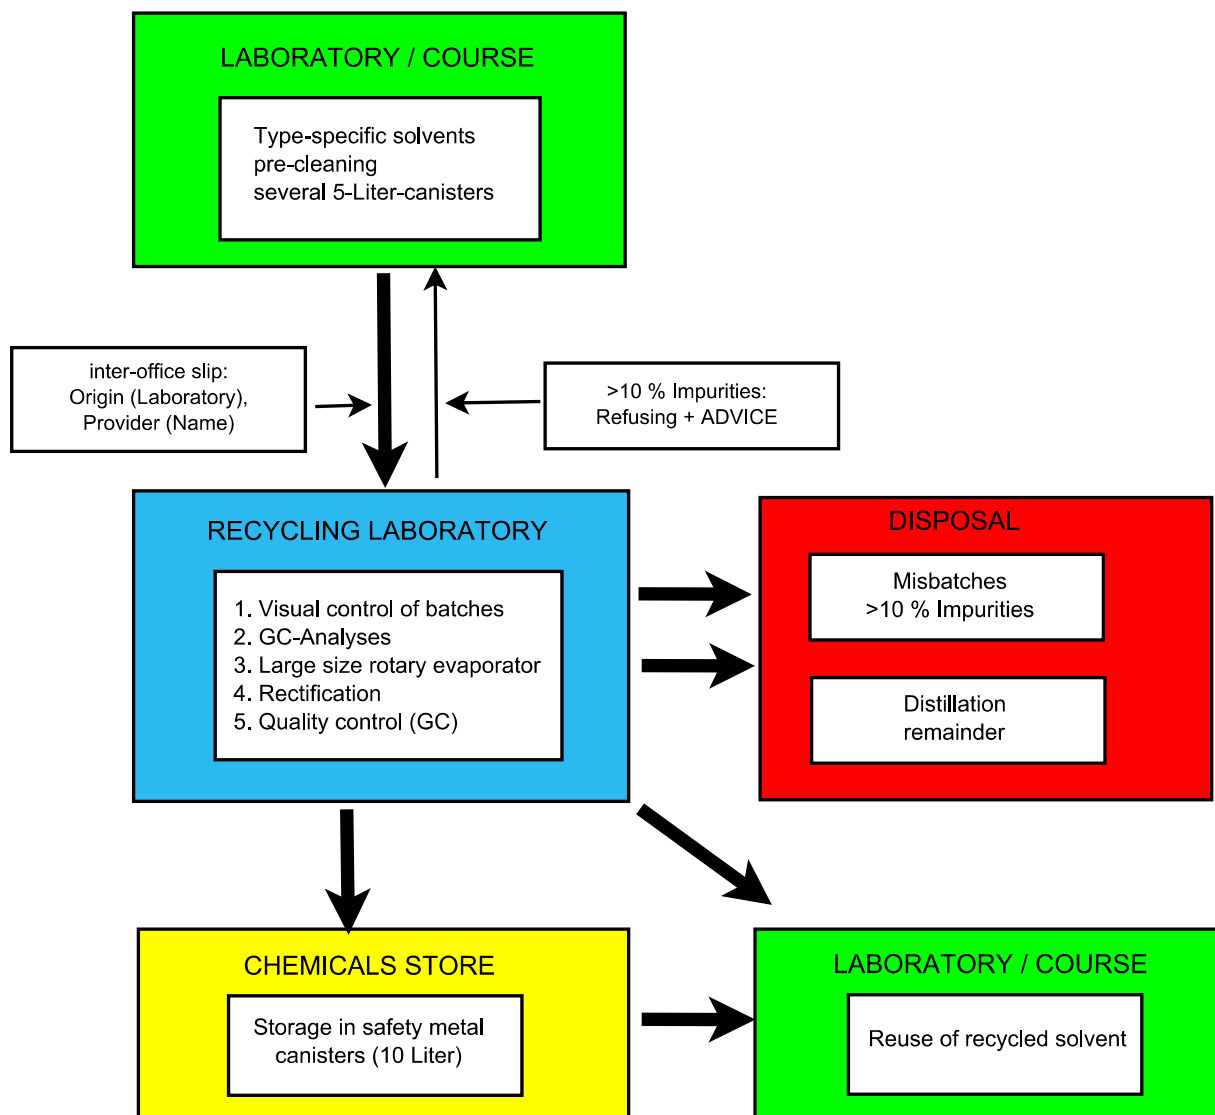 LABORATORY / COURSE
Type-specific solvents
pre-cleaning
several 5-Liter-canisters
inter-office slip:
Origin (Laboratory),
Provider (Name)
>10 % Impurities:
Refusing + ADVICE
RECYCLING LABORATORY
1. Visual control of batches
2. GC-Analyses
3. Large size rotary evaporator
4. Rectification
5. Quality control (GC)
DISPOSAL
Misbatches
>10 % Impurities
Distillation
remainder
CHEMICALS STORE
Storage in safety metal
canisters (10 Liter)
LABORATORY / COURSE
Reuse of recycled solvent